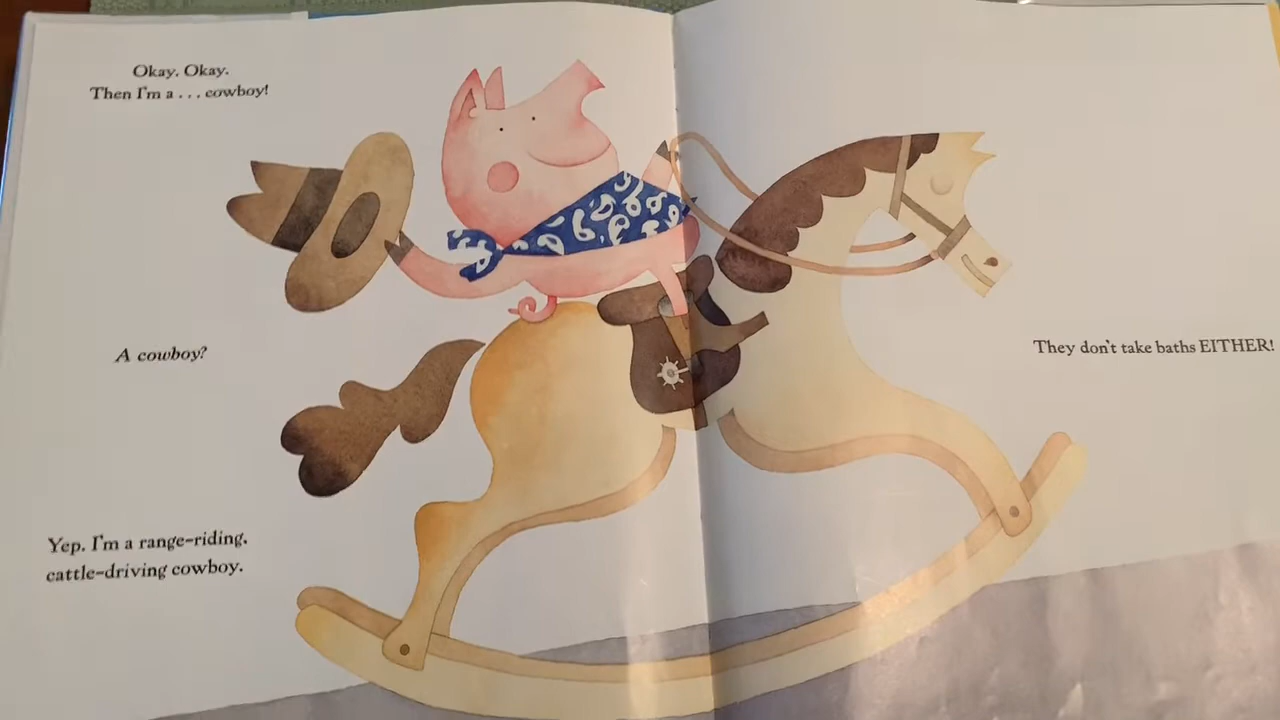 Okay. Okay.
Then I'm a . . . cowboy!
A cowboy?
Yep. I'm a range-riding,
cattle-driving cowboy.
They don't take baths EITHER!